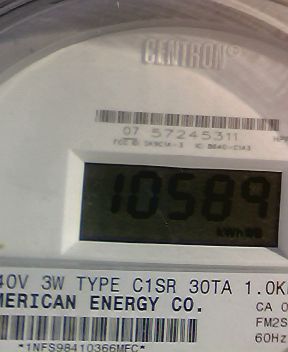 CENTRON®
07 57245311
10589
kWh
40V 3W TYPE C1SR 30TA 1.0K
MERICAN ENERGY CO.
CA 0
FM2S
60Hz
*1NFS98410366MFC*